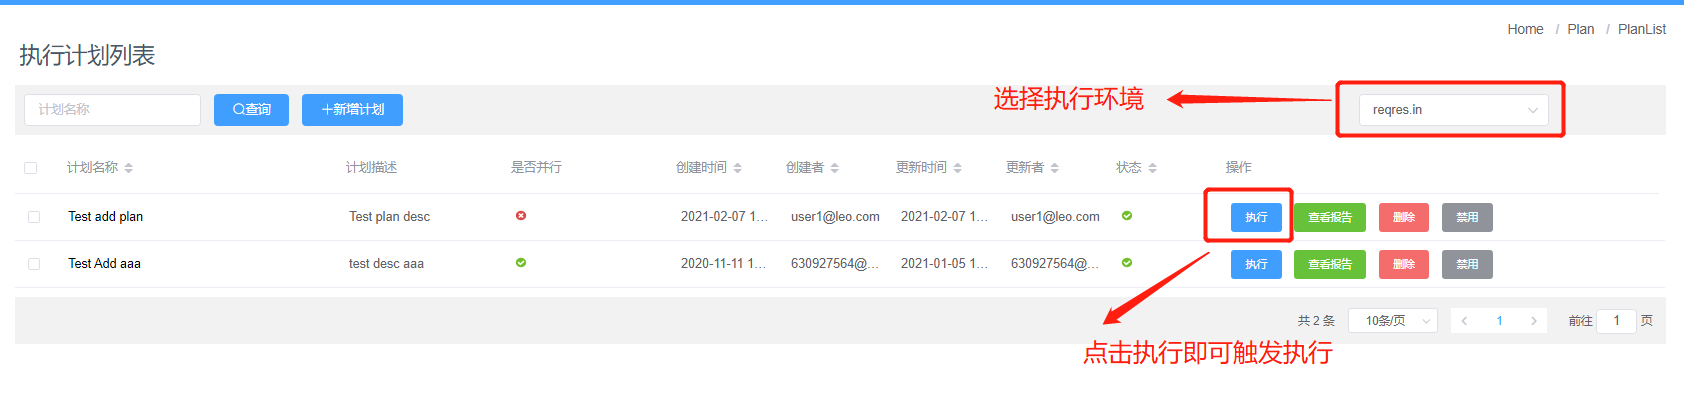 Home / Plan / PlanList
执行计划列表
计划名称 查询 +新增计划 选择执行环境 reqres.in
计划名称 计划描述 是否并行 创建时间 创建者 更新时间 更新者 状态 操作
Test add plan Test plan desc 2021-02-07 1... user1@leo.com 2021-02-07 1... user1@leo.com 执行 查看报告 删除 禁用
Test Add aaa test desc aaa 2020-11-11 1... 630927564@... 2021-01-05 1... 630927564@... 执行 查看报告 删除 禁用
共 2 条 10条/页 1 前往 1 页
点击执行即可触发执行